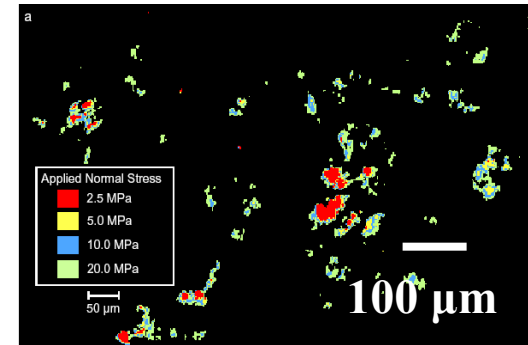 a
Applied Normal Stress
2.5 MPa
5.0 MPa
10.0 MPa
20.0 MPa
50 µm
100 µm